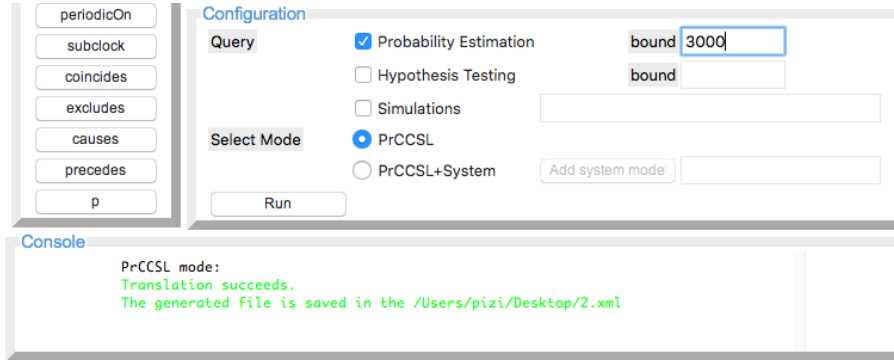 periodicOn
subclock
coincides
excludes
causes
precedes
p
Configuration
Query Probability Estimation bound 3000
Hypothesis Testing bound
Simulations
Select Mode PrCCSL
PrCCSL+System Add system mode
Run
Console
PrCCSL mode:
Translation succeeds.
The generated file is saved in the /Users/pizi/Desktop/2.xml